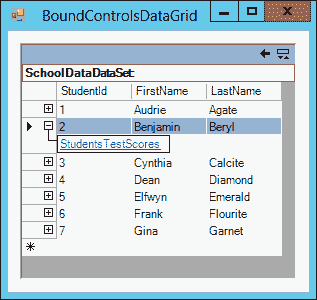 BoundControlsDataGrid
SchoolDataDataSet:
StudentId FirstName LastName
1 Audrie Agate
2 Benjamin Beryl
StudentsTestScores
3 Cynthia Calcite
4 Dean Diamond
5 Elfwyn Emerald
6 Frank Flourite
7 Gina Garnet